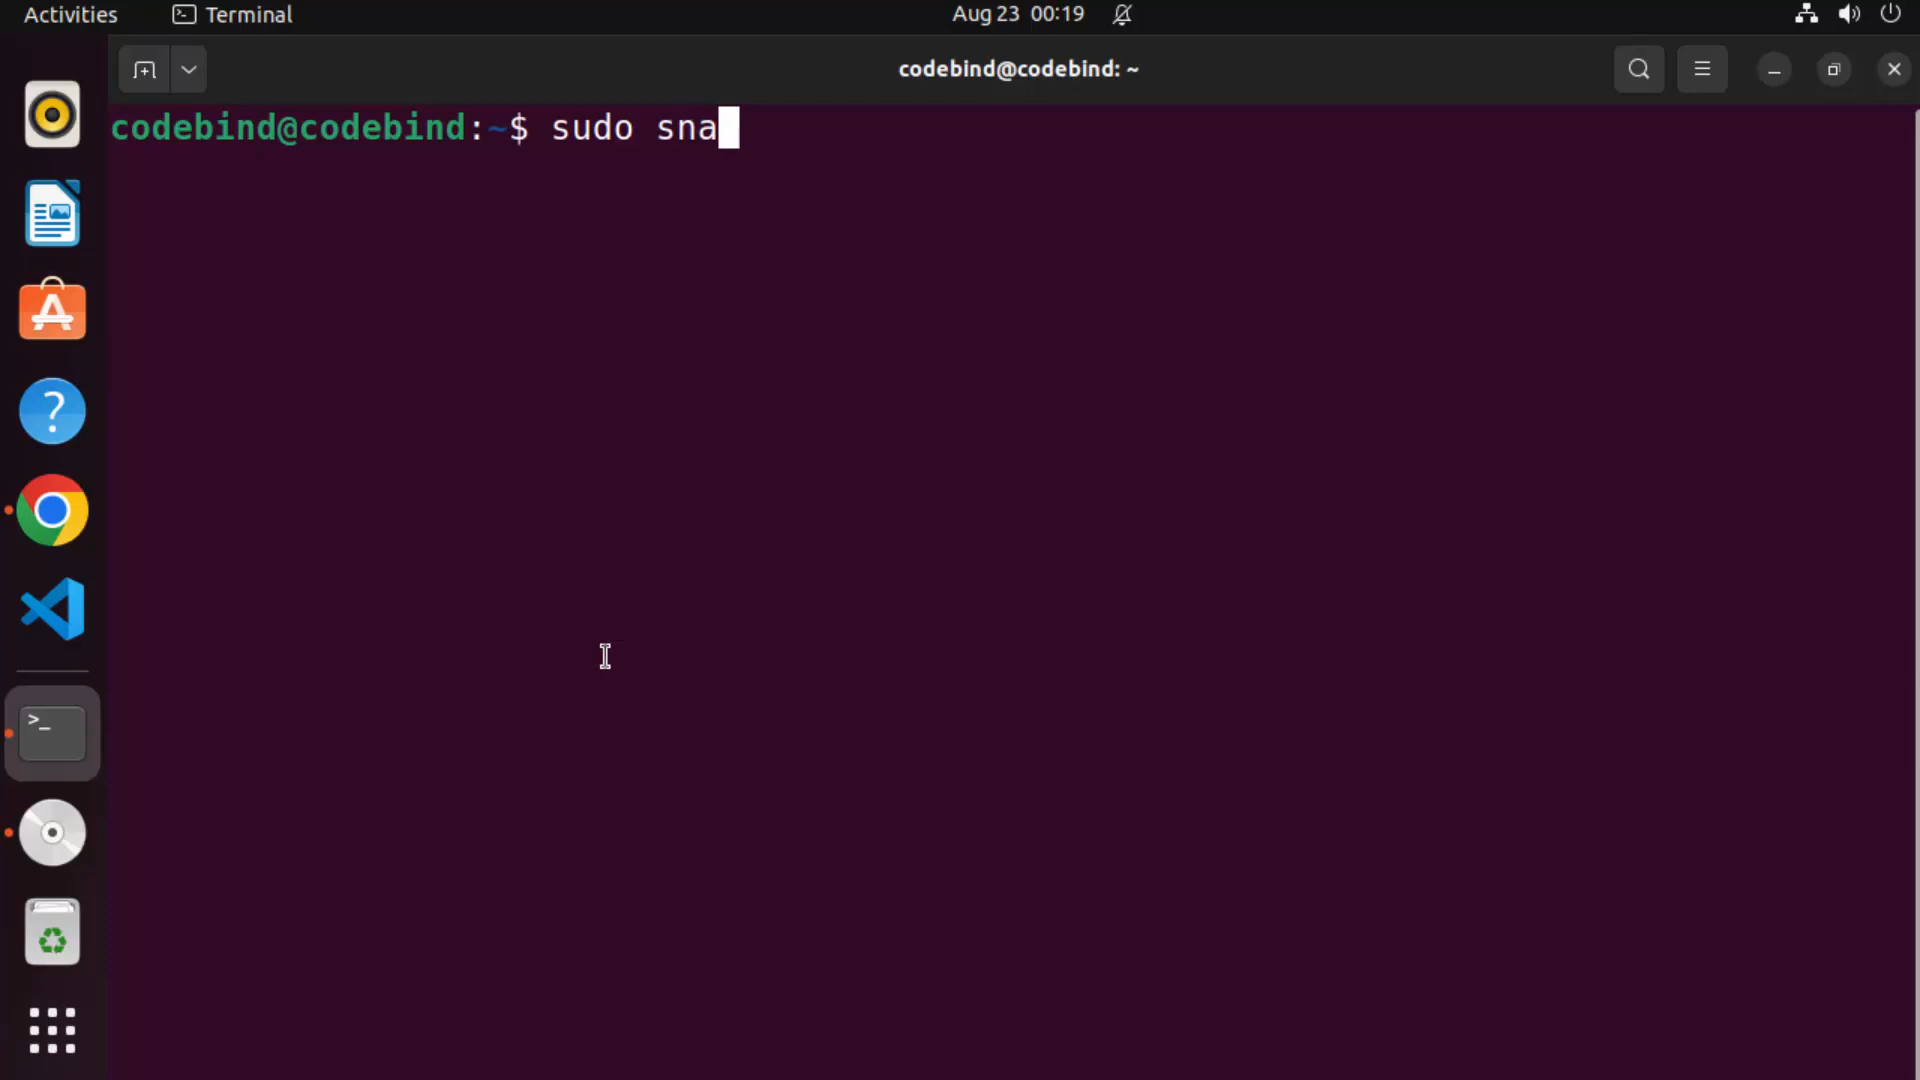 Activities Terminal Aug 23 00:19
codebind@codebind: ~
codebind@codebind:~$ sudo sna